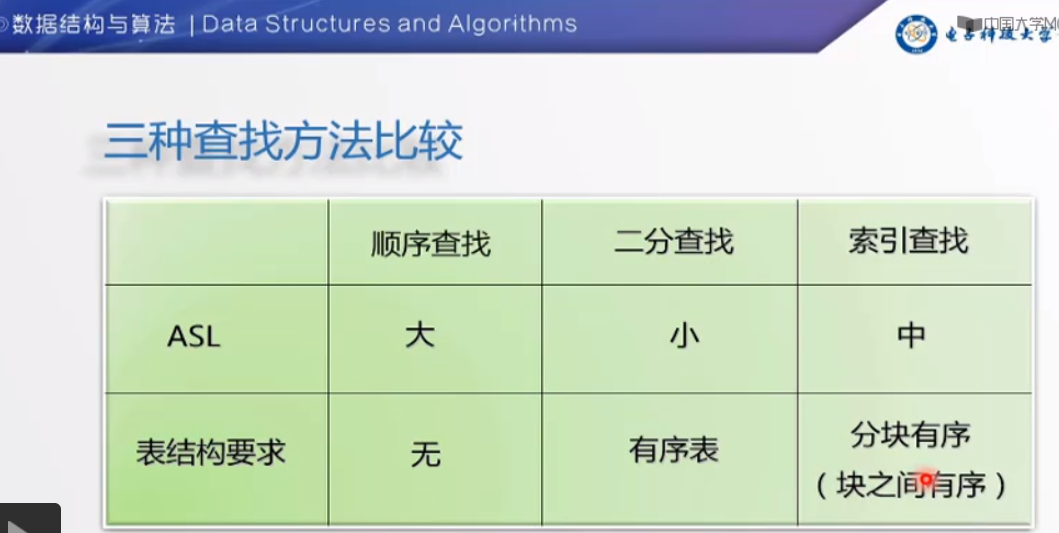 数据结构与算法 | Data Structures and Algorithms
中国大学MO
电子科技大学
三种查找方法比较
顺序查找 二分查找 索引查找
ASL 大 小 中
表结构要求 无 有序表 分块有序
（块之间有序）